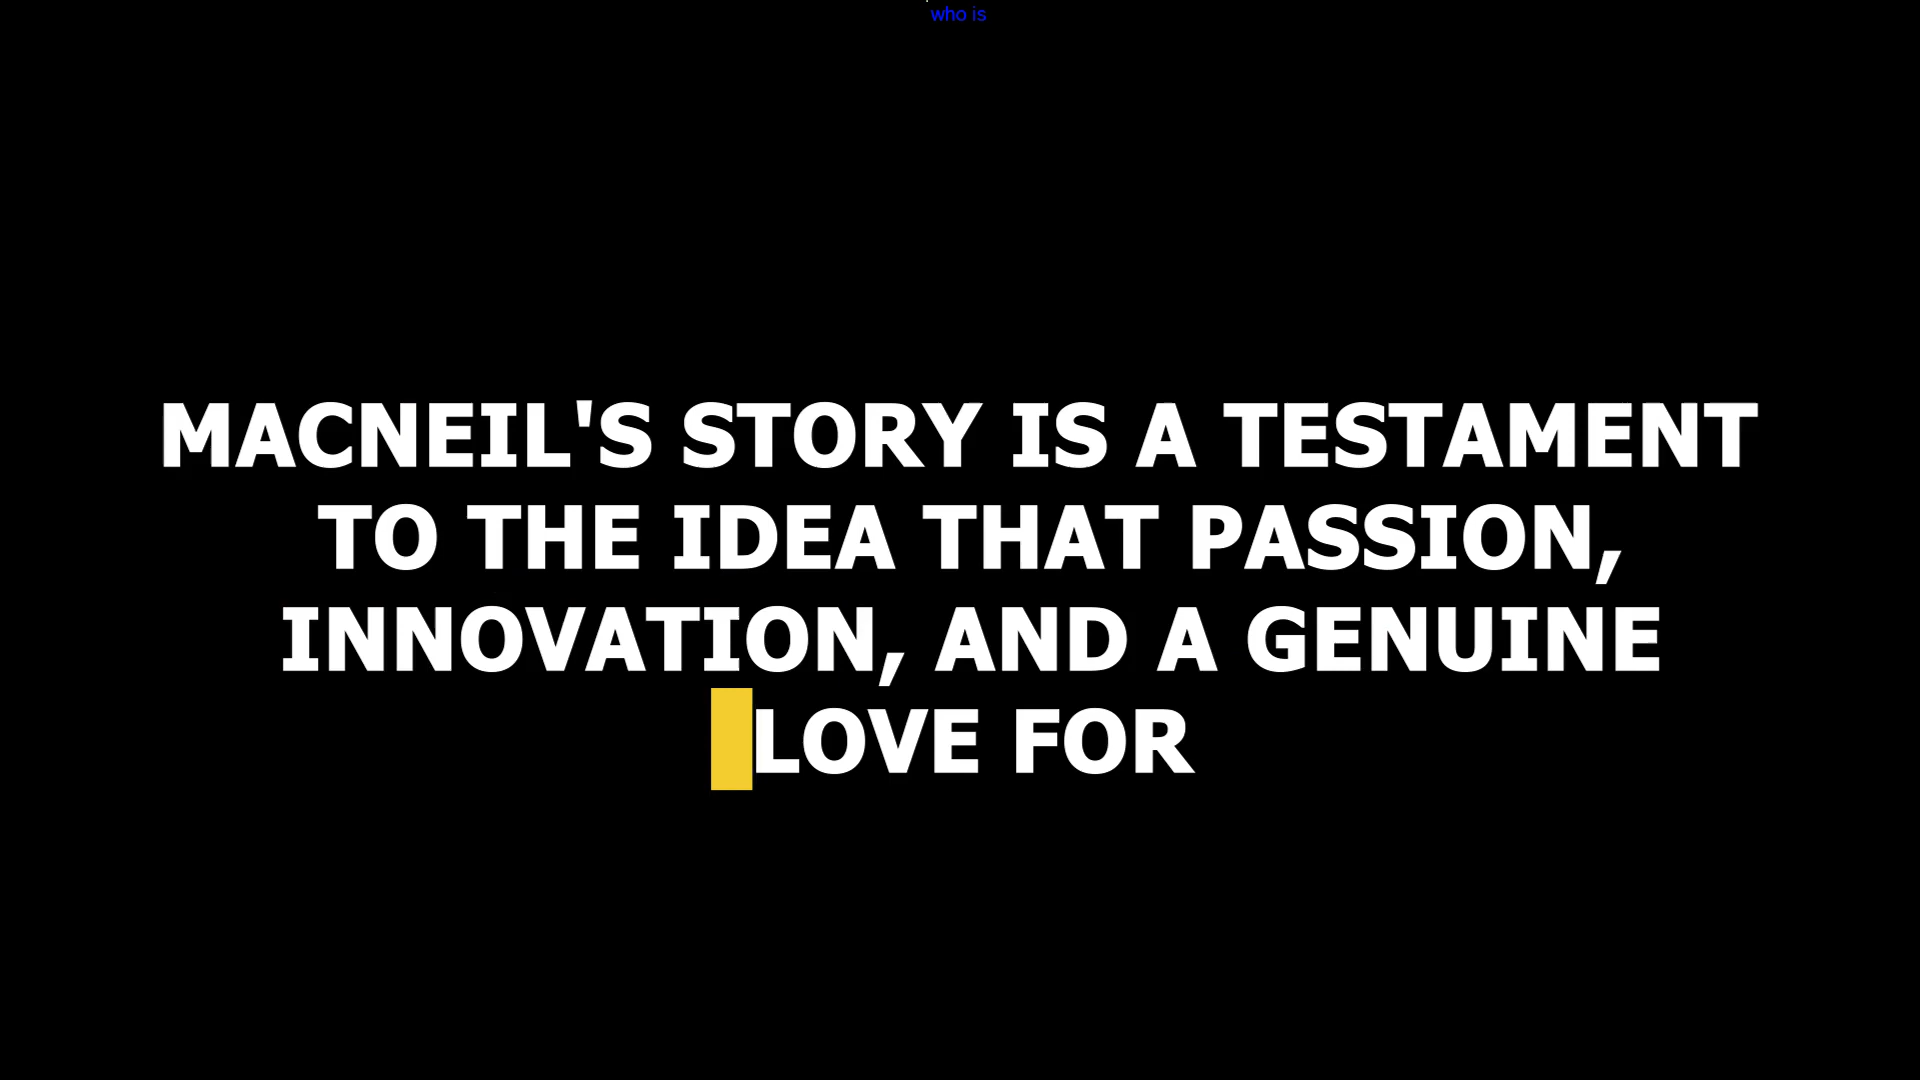 who is
MACNEIL'S STORY IS A TESTAMENT
TO THE IDEA THAT PASSION,
INNOVATION, AND A GENUINE
LOVE FOR